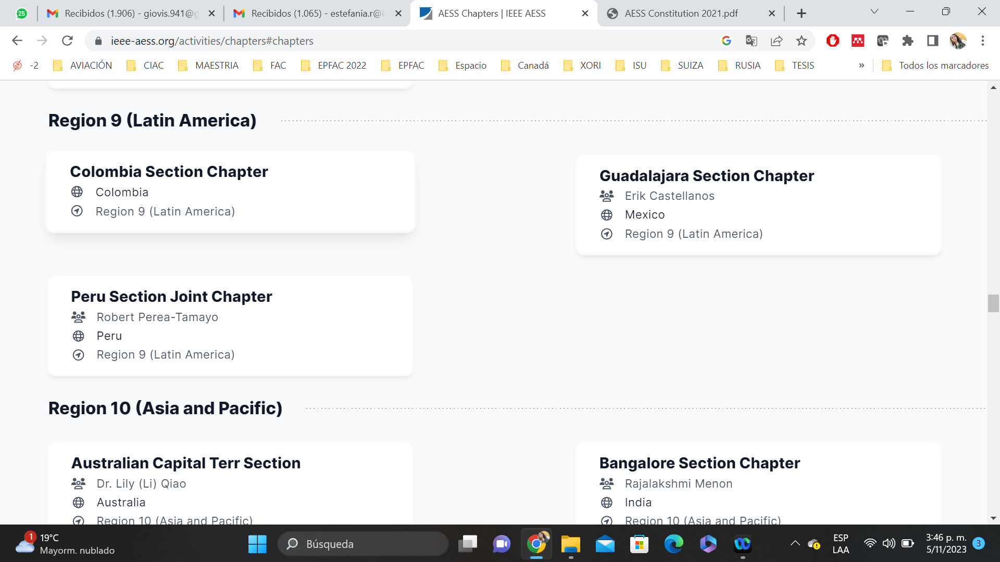 25
Recibidos (1.906) - giovis.941@g
Recibidos (1.065) - estefania.r@i
AESS Chapters | IEEE AESS
AESS Constitution 2021.pdf
ieee-aess.org/activities/chapters#chapters
-2
AVIACIÓN
CIAC
MAESTRIA
FAC
EPFAC 2022
EPFAC
Espacio
Canadá
XORI
ISU
SUIZA
RUSIA
TESIS
»
Todos los marcadores
Region 9 (Latin America)
Colombia Section Chapter
Colombia
Region 9 (Latin America)
Guadalajara Section Chapter
Erik Castellanos
Mexico
Region 9 (Latin America)
Peru Section Joint Chapter
Robert Perea-Tamayo
Peru
Region 9 (Latin America)
Region 10 (Asia and Pacific)
Australian Capital Terr Section
Dr. Lily (Li) Qiao
Australia
Region 10 (Asia and Pacific)
Bangalore Section Chapter
Rajalakshmi Menon
India
Region 10 (Asia and Pacific)
1
19°C
Mayorm. nublado
Búsqueda
ESP
LAA
3:46 p. m.
5/11/2023
3